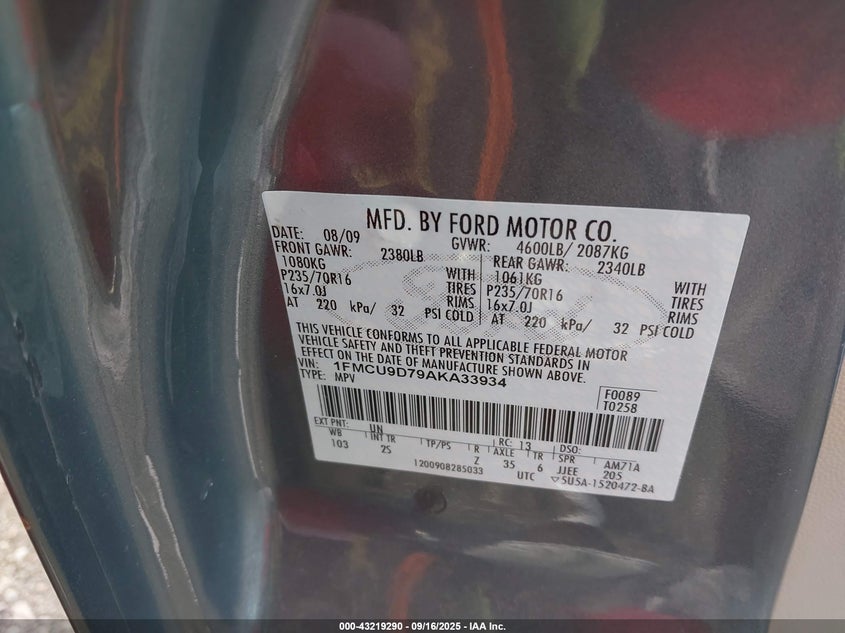 MFD. BY FORD MOTOR CO.
DATE: 08/09 GVWR: 4600LB/ 2087KG
FRONT GAWR: 2380LB REAR GAWR: 2340LB
1080KG WITH 1061KG WITH
P235/70R16 TIRES P235/70R16 TIRES
16x7.0J RIMS 16x7.0J RIMS
AT 220 kPa/ 32 PSI COLD AT 220 kPa/ 32 PSI COLD
THIS VEHICLE CONFORMS TO ALL APPLICABLE FEDERAL MOTOR
VEHICLE SAFETY AND THEFT PREVENTION STANDARDS IN
EFFECT ON THE DATE OF MANUFACTURE SHOWN ABOVE.
VIN: 1FMCU9D79AKA33934
TYPE: MPV
F0089
T0258
EXT PNT: UN RC: 13 DSO:
WB INT TR TP/PS R AXLE TR SPR AM71A
103 2S Z 35 6 JJEE 205
1200908285033 UTC ▽5U5A-1520472-BA
000-43219290 - 09/16/2025 - IAA Inc.